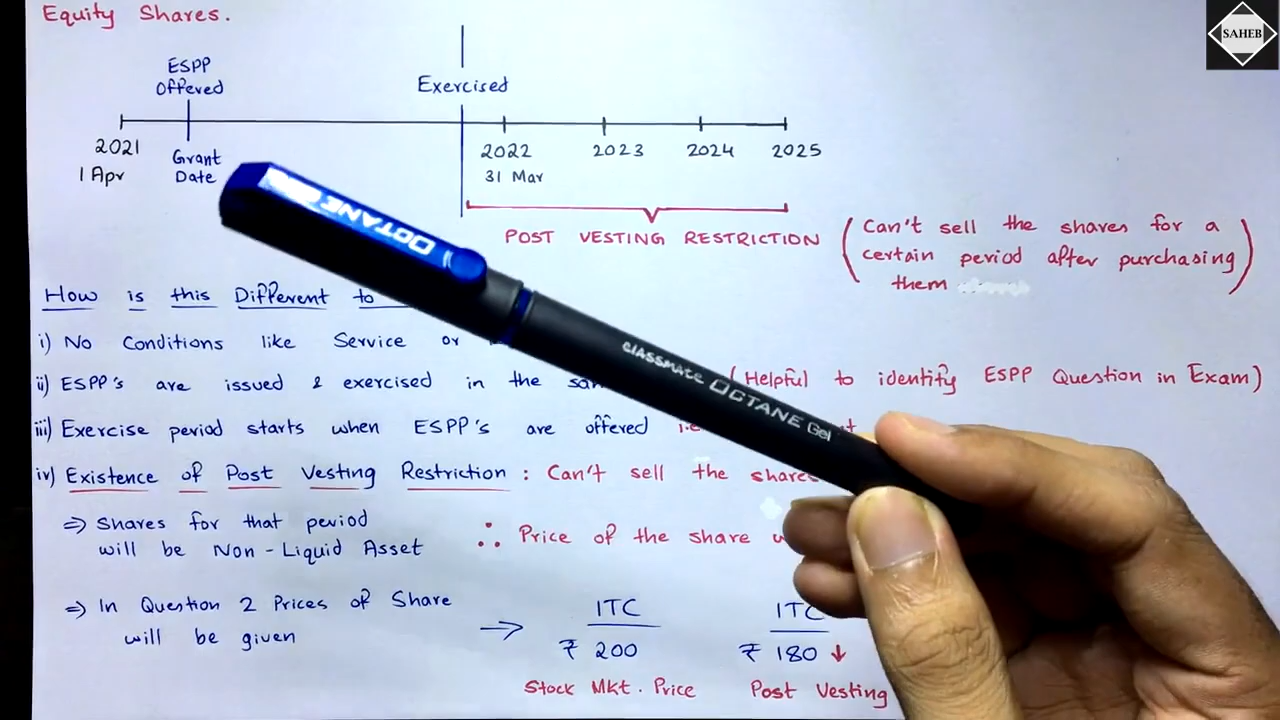 Equity Shares.
SAHEB
ESPP
Offered
Exercised
2021
1 Apr
Grant
Date
2022
31 Mar
2023
2024
2025
POST VESTING RESTRICTION
(Can't sell the shares for a
certain period after purchasing
them)
How is this Different to
i) No Conditions like Service or
ii) ESPP's are issued & exercised in the
(Helpful to identify ESPP Question in Exam)
iii) Exercise period starts when ESPP's are offered i.e.
iv) Existence of Post Vesting Restriction : Can't sell the shares
⇒ Shares for that period
will be Non-Liquid Asset
∴ Price of the share
⇒ In Question 2 Prices of Share
will be given
→
ITC
₹ 200
Stock Mkt. Price
ITC
₹ 180 ↓
Post Vesting
OCTANE
CLASSMATE OCTANE Gel